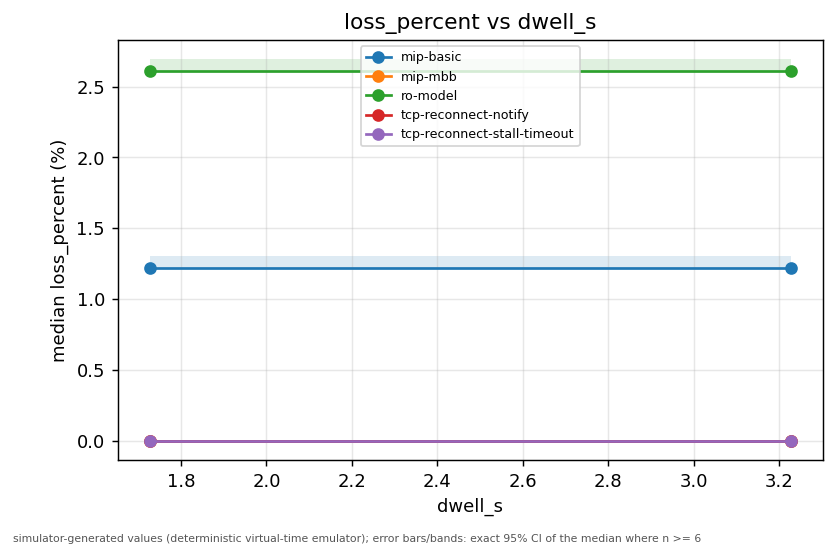 loss_percent vs dwell_s
mip-basic
mip-mbb
ro-model
tcp-reconnect-notify
tcp-reconnect-stall-timeout
median loss_percent (%)
2.5
2.0
1.5
1.0
0.5
0.0
1.8 2.0 2.2 2.4 2.6 2.8 3.0 3.2
dwell_s
simulator-generated values (deterministic virtual-time emulator); error bars/bands: exact 95% CI of the median where n >= 6